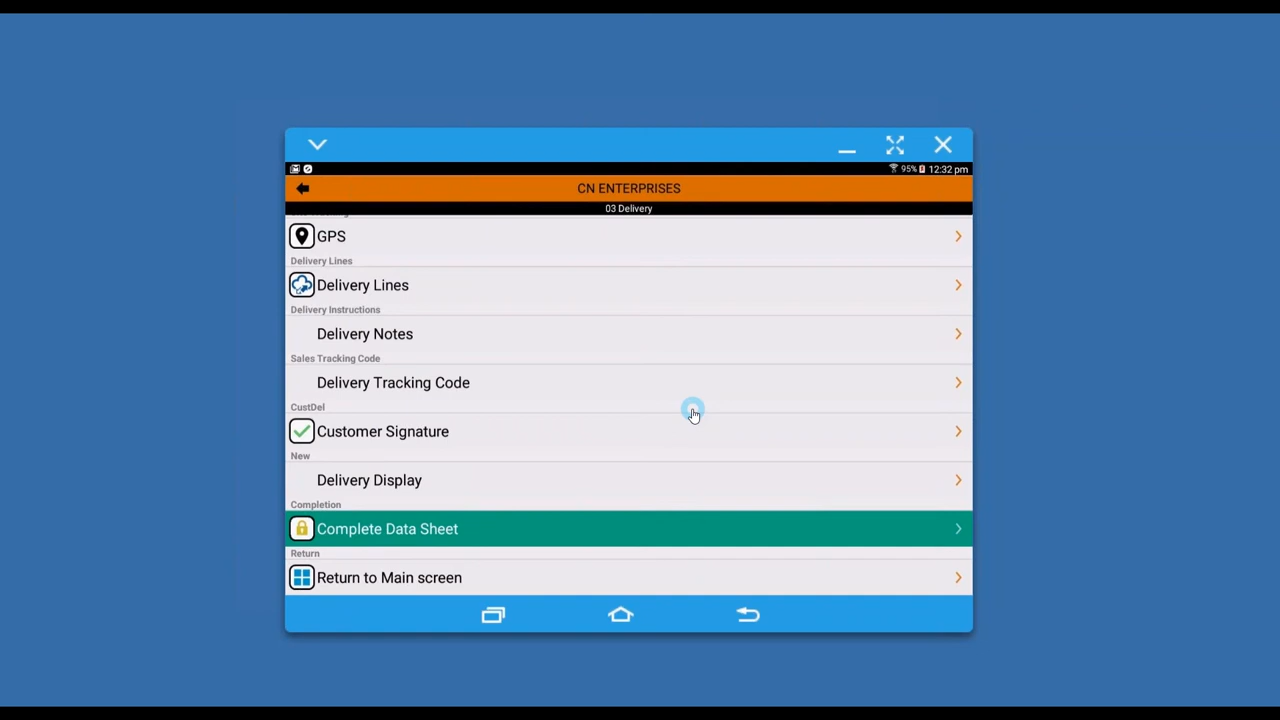 95% 12:32 pm
CN ENTERPRISES
03 Delivery
GPS
Delivery Lines
Delivery Lines
Delivery Instructions
Delivery Notes
Sales Tracking Code
Delivery Tracking Code
CustDel
Customer Signature
New
Delivery Display
Completion
Complete Data Sheet
Return
Return to Main screen